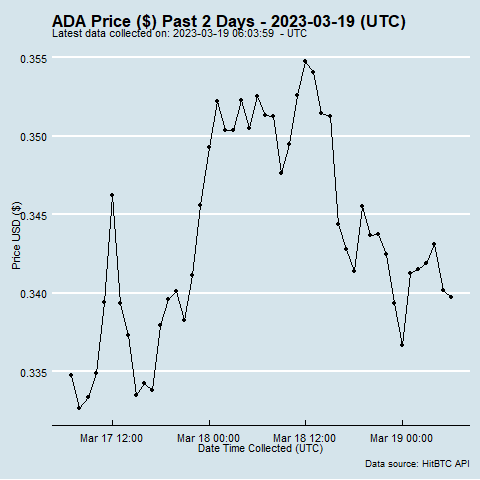 ADA Price ($) Past 2 Days - 2023-03-19 (UTC)
Latest data collected on: 2023-03-19 06:03:59 - UTC
0.355
0.350
0.345
0.340
0.335
Price USD ($)
Mar 17 12:00
Mar 18 00:00
Mar 18 12:00
Mar 19 00:00
Date Time Collected (UTC)
Data source: HitBTC API